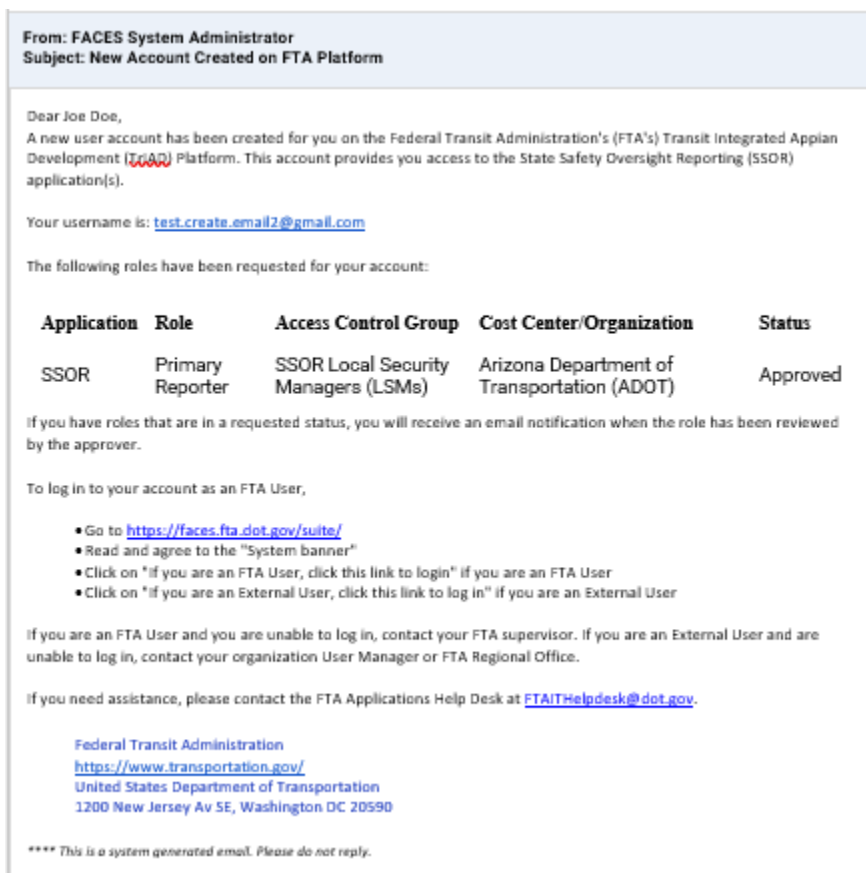 From: FACES System Administrator
Subject: New Account Created on FTA Platform
Dear Joe Doe,
A new user account has been created for you on the Federal Transit Administration's (FTA's) Transit Integrated Appian
Development (TriAD) Platform. This account provides you access to the State Safety Oversight Reporting (SSOR)
application(s).
Your username is: test.create.email2@gmail.com
The following roles have been requested for your account:
Application Role Access Control Group Cost Center/Organization Status
SSOR Primary Reporter SSOR Local Security Managers (LSMs) Arizona Department of Transportation (ADOT) Approved
If you have roles that are in a requested status, you will receive an email notification when the role has been reviewed
by the approver.
To log in to your account as an FTA User,
• Go to https://faces.fta.dot.gov/suite/
• Read and agree to the "System banner"
• Click on "If you are an FTA User, click this link to login" if you are an FTA User
• Click on "If you are an External User, click this link to log in" if you are an External User
If you are an FTA User and you are unable to log in, contact your FTA supervisor. If you are an External User and are
unable to log in, contact your organization User Manager or FTA Regional Office.
If you need assistance, please contact the FTA Applications Help Desk at FTAITHelpdesk@dot.gov.
Federal Transit Administration
https://www.transportation.gov/
United States Department of Transportation
1200 New Jersey Av SE, Washington DC 20590
**** This is a system generated email. Please do not reply.